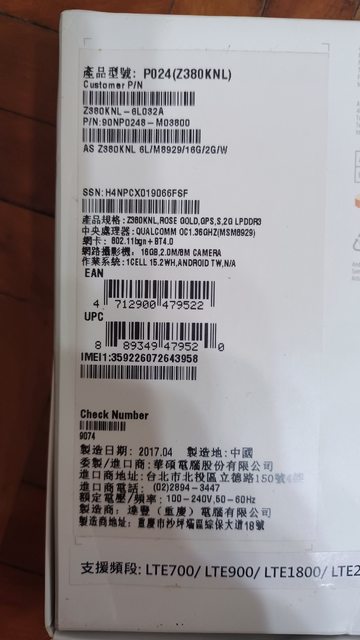 產品型號: P024(Z380KNL)
Customer P/N
Z380KNL-6L032A
P/N:90NP0248-M03800
AS Z380KNL 6L/M8929/16G/2G/W
SSN: H4NPCX019066FSF
產品規格:Z380KNL,ROSE GOLD,GPS,S,2G LPDDR3
中央處理器:QUALCOMM OC1.36GHZ(MSM8929)
網卡: 802.11bgn+BT4.0
網路攝影機: 16GB,2.0M/8M CAMERA
作業系統:1CELL 15.2WH,ANDROID TW,N/A
EAN
4 712900 479522
UPC
8 89349 47952 0
IMEI1:359226072643958
Check Number
9074
製造日期: 2017.04 製造地:中國
委製/進口商:華碩電腦股份有限公司
進口商地址:台北市北投區立德路150號4樓
進口商電話: (02)2894-3447
額定電壓/頻率:100-240V,50-60Hz
製造商: 達豐(重慶)電腦有限公司
製造商地址:重慶市沙坪壩區綜保大道18號
支援頻段: LTE700/ LTE900/ LTE1800/ LTE2